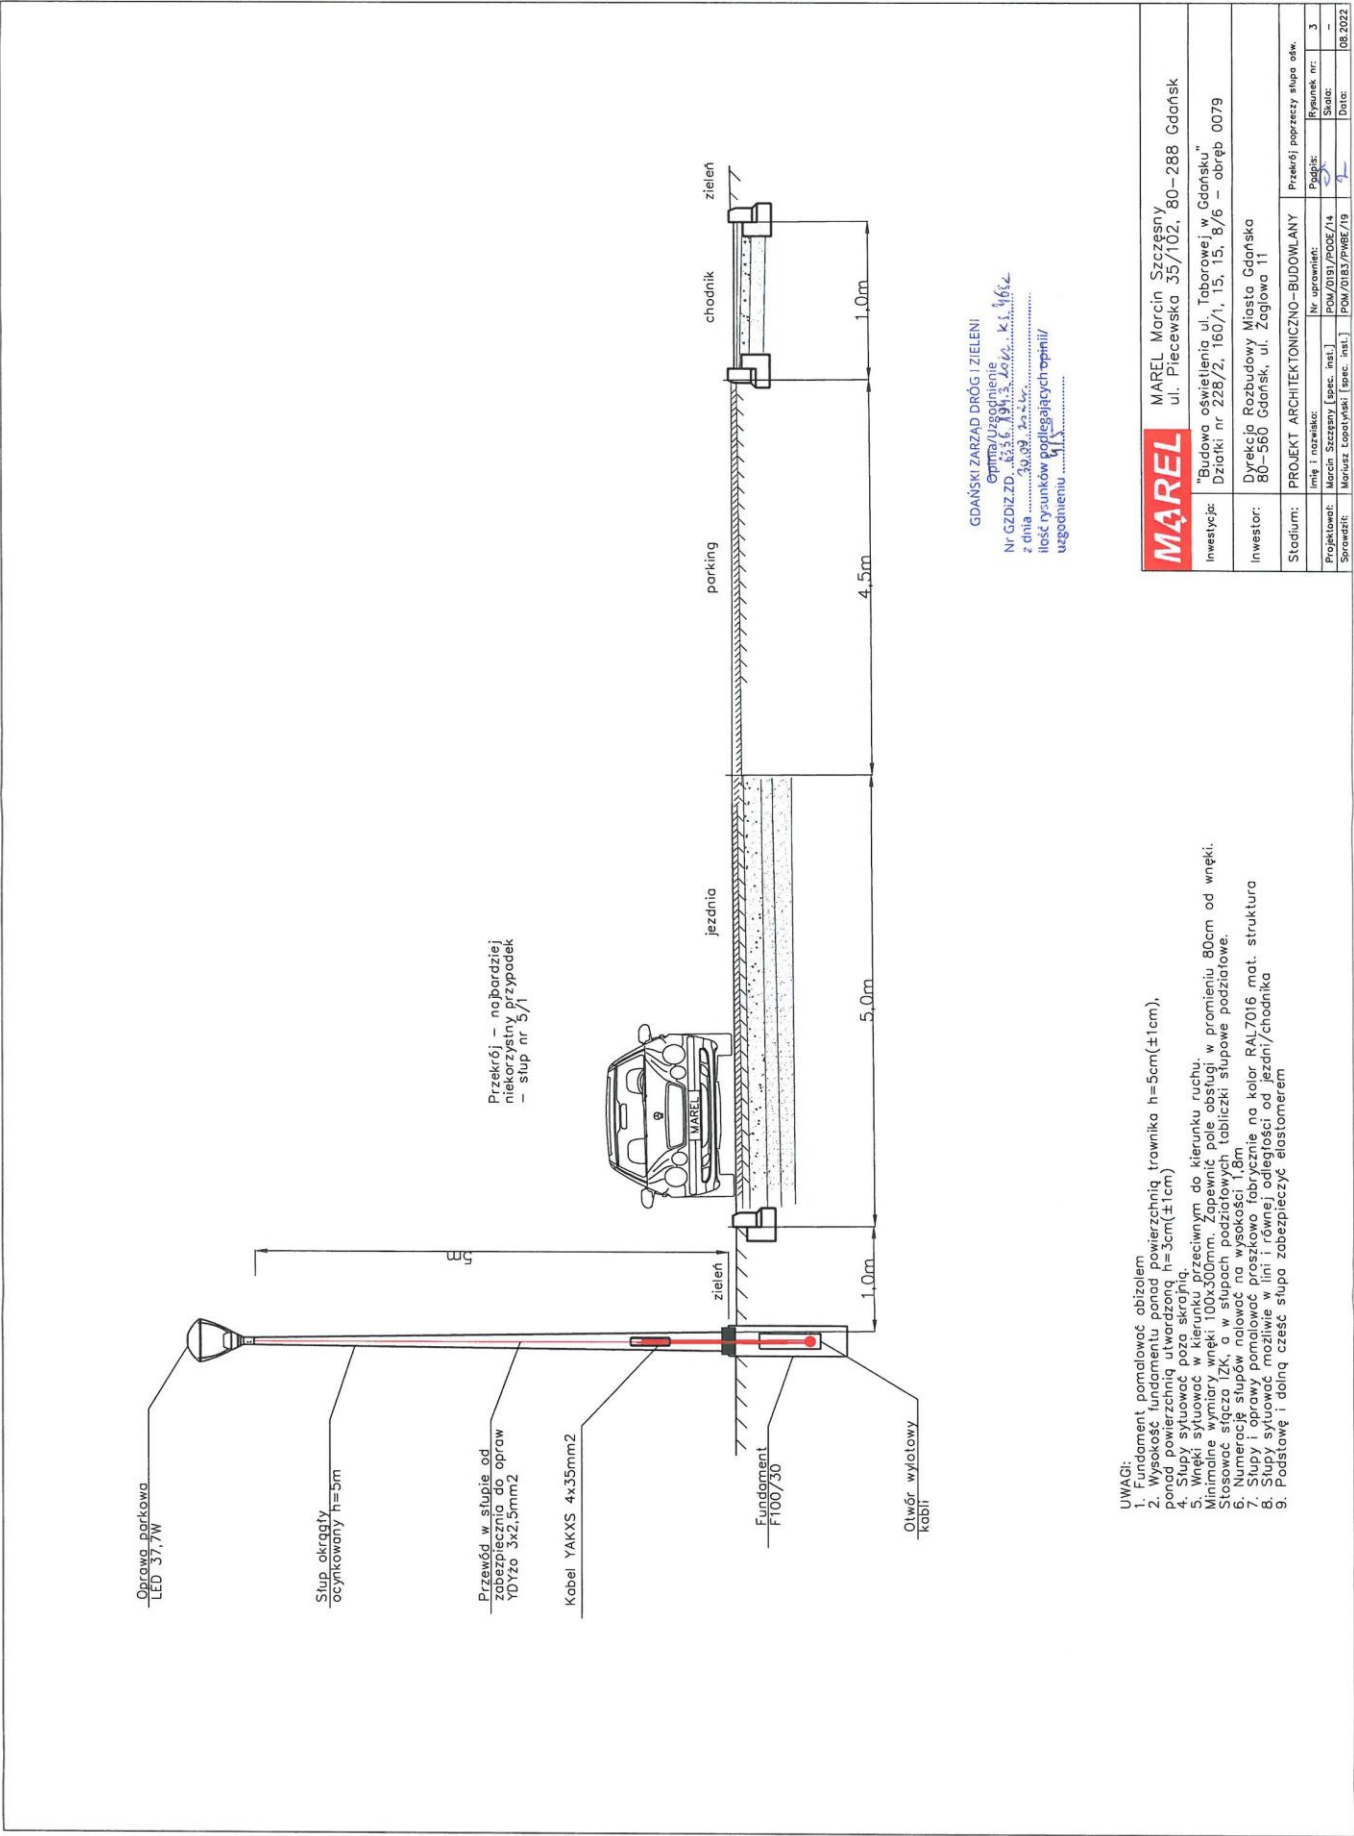 Oprawa parkowa
LED 37,7W
Słup okrągły
ocynkowany h=5m
Przewód w słupie od
zabezpiecznia do opraw
YDYżo 3x2,5mm2
Kabel YAKXS 4x35mm2
Fundament
F100/30
Otwór wylotowy
kabli
5m
Przekrój – najbardziej
niekorzystny przypadek
– słup nr 5/1
MAREL
zieleń
jezdnia
parking
chodnik
zieleń
1,0m
5,0m
4,5m
1,0m
GDAŃSKI ZARZĄD DRÓG I ZIELENI
Opinia/Uzgodnienie
Nr GZDiZ.ZD.
z dnia
ilość rysunków podlegających opinii/
uzgodnieniu
UWAGI:
1. Fundament pomalować abizolem
2. Wysokość fundamentu ponad powierzchnią trawnika h=5cm(±1cm),
ponad powierzchnią utwardzoną h=3cm(±1cm)
4. Słupy sytuować poza skrajnią.
5. Wnęki sytuować w kierunku przeciwnym do kierunku ruchu.
Minimalne wymiary wnęki 100x300mm. Zapewnić pole obsługi w promieniu 80cm od wnęki.
Stosować słącza IZK, a w słupach podziałowych tabliczki słupowe podziałowe.
6. Numerację słupów nalować na wysokości 1,8m
7. Słupy i oprawy pomalować proszkowo fabrycznie na kolor RAL7016 mat. struktura
8. Słupy sytuować możliwie w lini i równej odległości od jezdni/chodnika
9. Podstawę i dolną cześć słupa zabezpieczyć elastomerem
MAREL
MAREL Marcin Szczęsny
ul. Piecewska 35/102, 80-288 Gdańsk
Inwestycja:
"Budowa oświetlenia ul. Taborowej w Gdańsku"
Działki nr 228/2, 160/1, 15, 15, 8/6 – obręb 0079
Inwestor:
Dyrekcja Rozbudowy Miasta Gdańska
80-560 Gdańsk, ul. Żaglowa 11
Stadium: PROJEKT ARCHITEKTONICZNO-BUDOWLANY Przekrój poprzeczy słupa ośw.
Imię i nazwisko: Nr uprawnień: Podpis: Rysunek nr: 3
Projektował: Marcin Szczęsny [spec. inst.] POM/0191/POOE/14 Skala: –
Sprawdził: Mariusz Łopatyński [spec. inst.] POM/0183/PWBE/19 Data: 08.2022